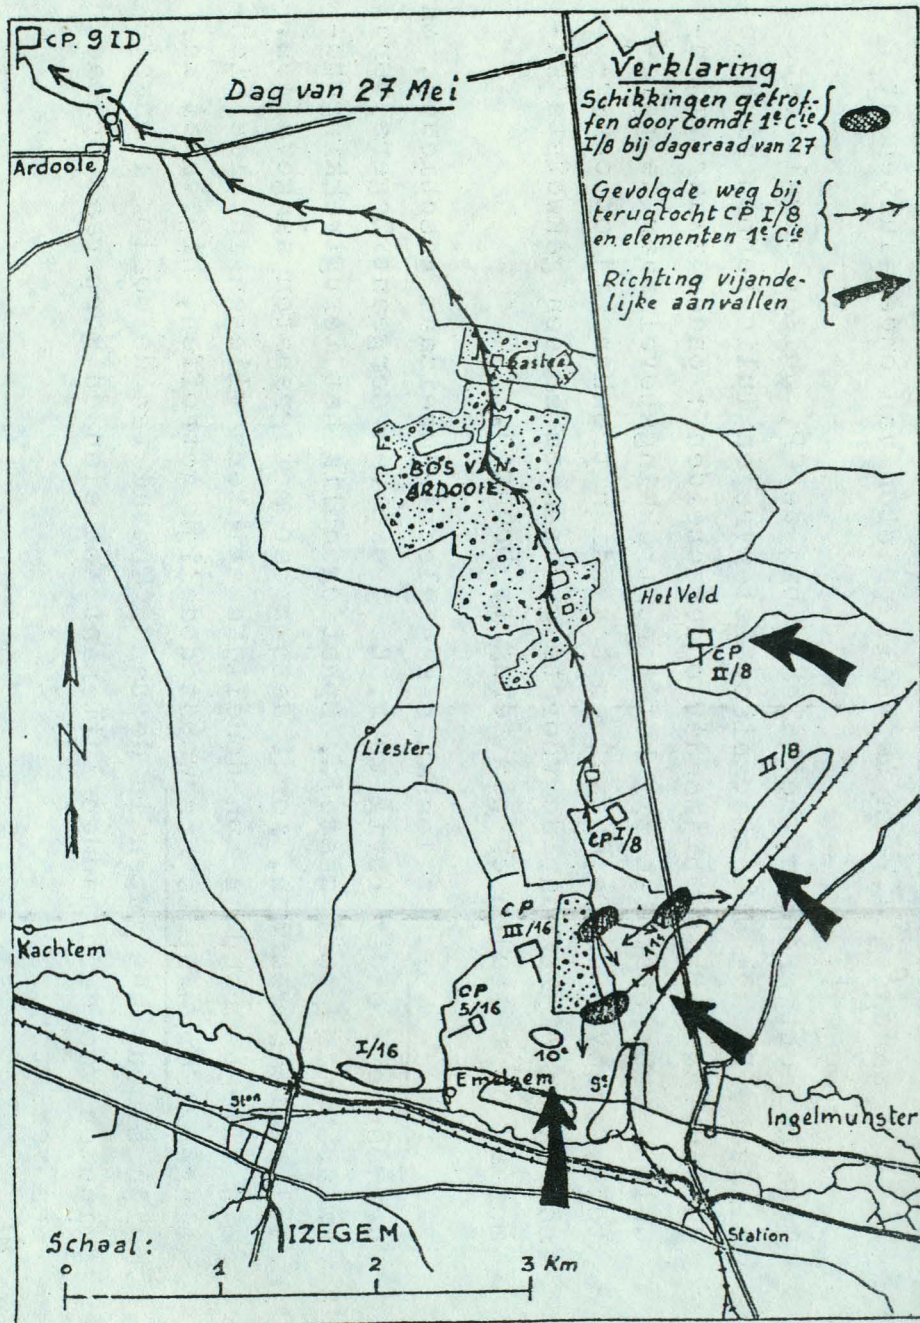 CP. 9 ID
Dag van 27 Mei
Verklaring
Schikkingen getrof-
fen door Comdt 1e Cie
I/8 bij dageraad van 27
Gevolgde weg bij
terugtocht CP I/8
en elementen 1e Cie
Richting vijande-
lijke aanvallen
Ardooie
Kasteel
BOS VAN
ARDOOIE
Het Veld
CP
II/8
N
Liester
II/8
CP I/8
CP
III/16
11e
Kachtem
CP
5/16
I/16
10e
Emelgem
9e
Ston
Ingelmunster
IZEGEM
Station
Schaal:
0 1 2 3 Km